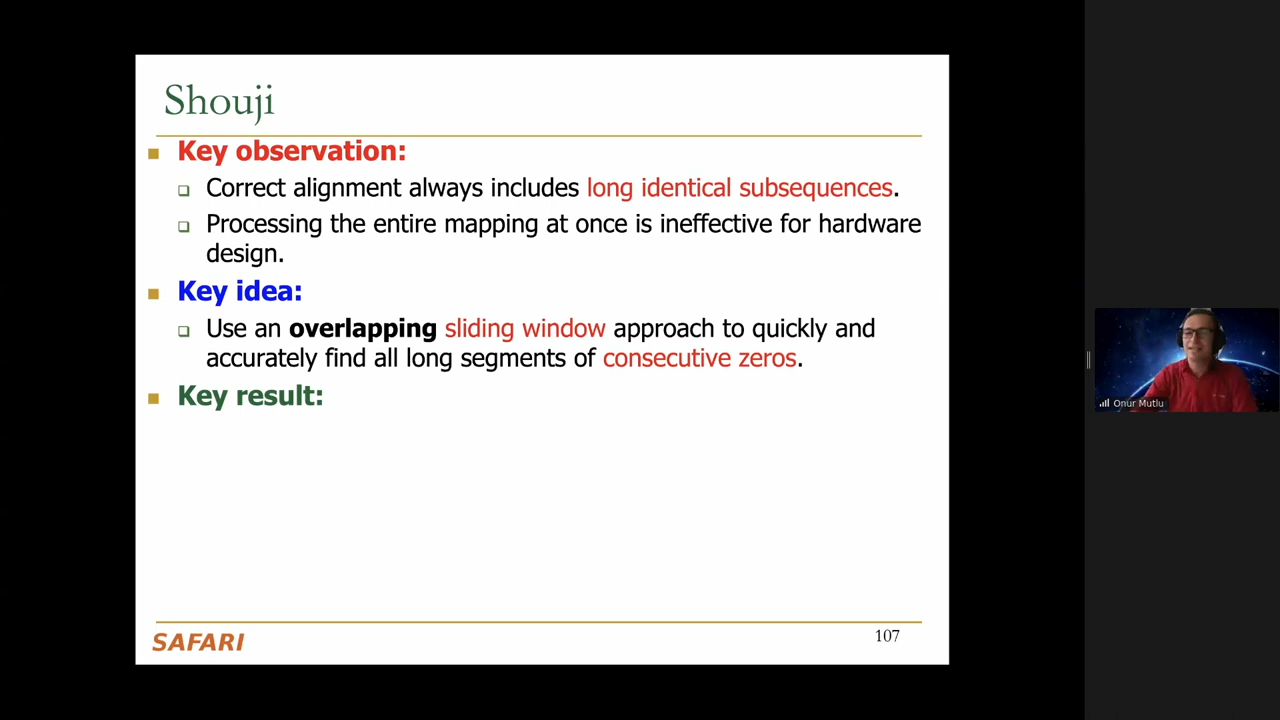 Shouji
Key observation:
Correct alignment always includes long identical subsequences.
Processing the entire mapping at once is ineffective for hardware
design.
Key idea:
Use an overlapping sliding window approach to quickly and
accurately find all long segments of consecutive zeros.
Key result:
SAFARI
107
Onur Mutlu